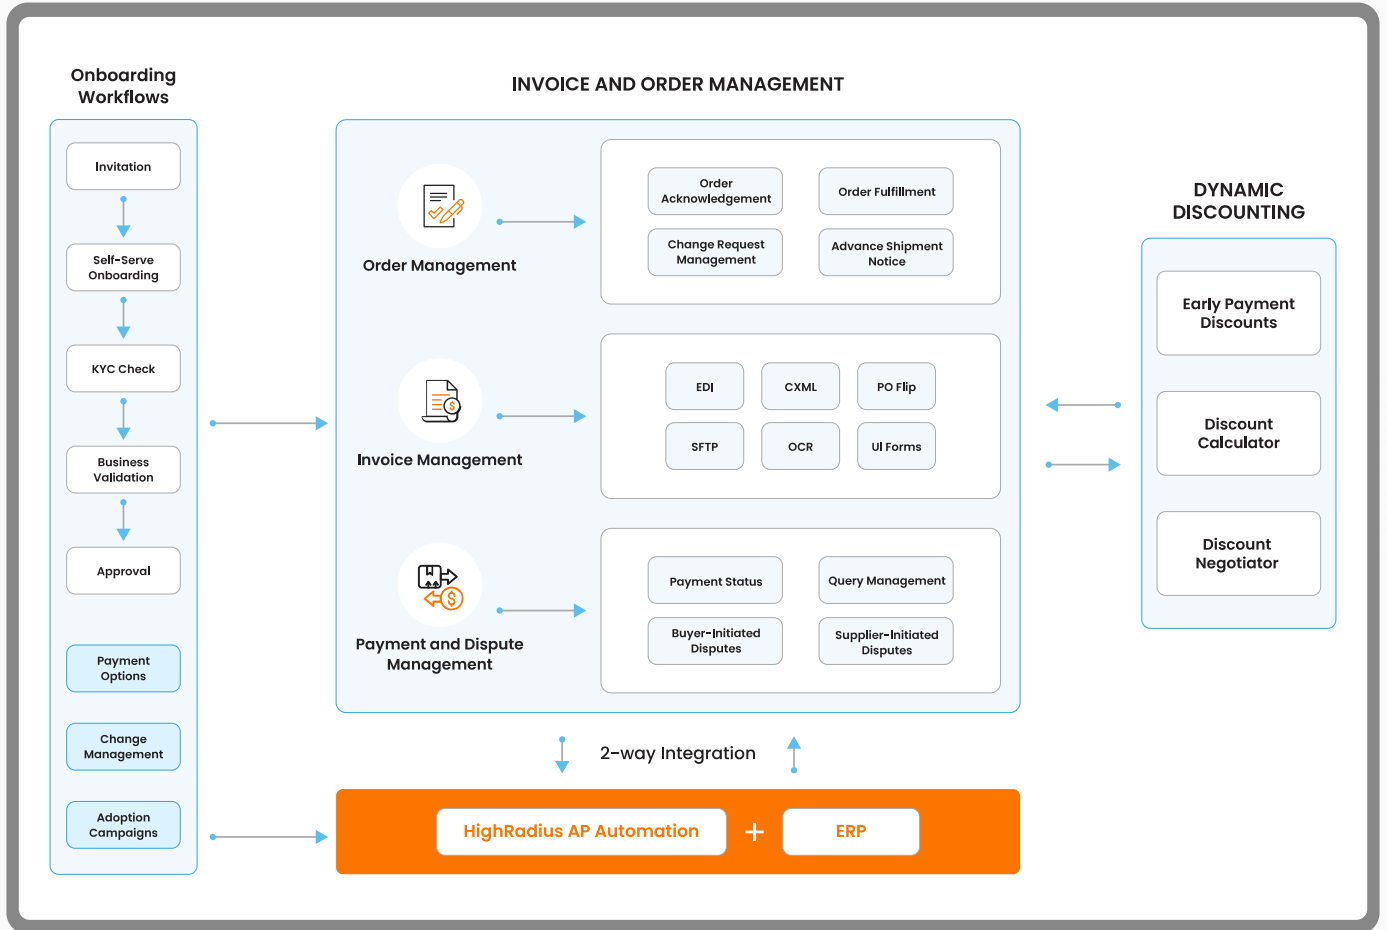 Onboarding
Workflows
Invitation
Self-Serve
Onboarding
KYC Check
Business
Validation
Approval
Payment
Options
Change
Management
Adoption
Campaigns
INVOICE AND ORDER MANAGEMENT
Order Management
Order
Acknowledgement
Order Fulfillment
Change Request
Management
Advance Shipment
Notice
Invoice Management
EDI
CXML
PO Flip
SFTP
OCR
UI Forms
Payment and Dispute
Management
Payment Status
Query Management
Buyer-Initiated
Disputes
Supplier-Initiated
Disputes
2-way Integration
HighRadius AP Automation
+
ERP
DYNAMIC
DISCOUNTING
Early Payment
Discounts
Discount
Calculator
Discount
Negotiator